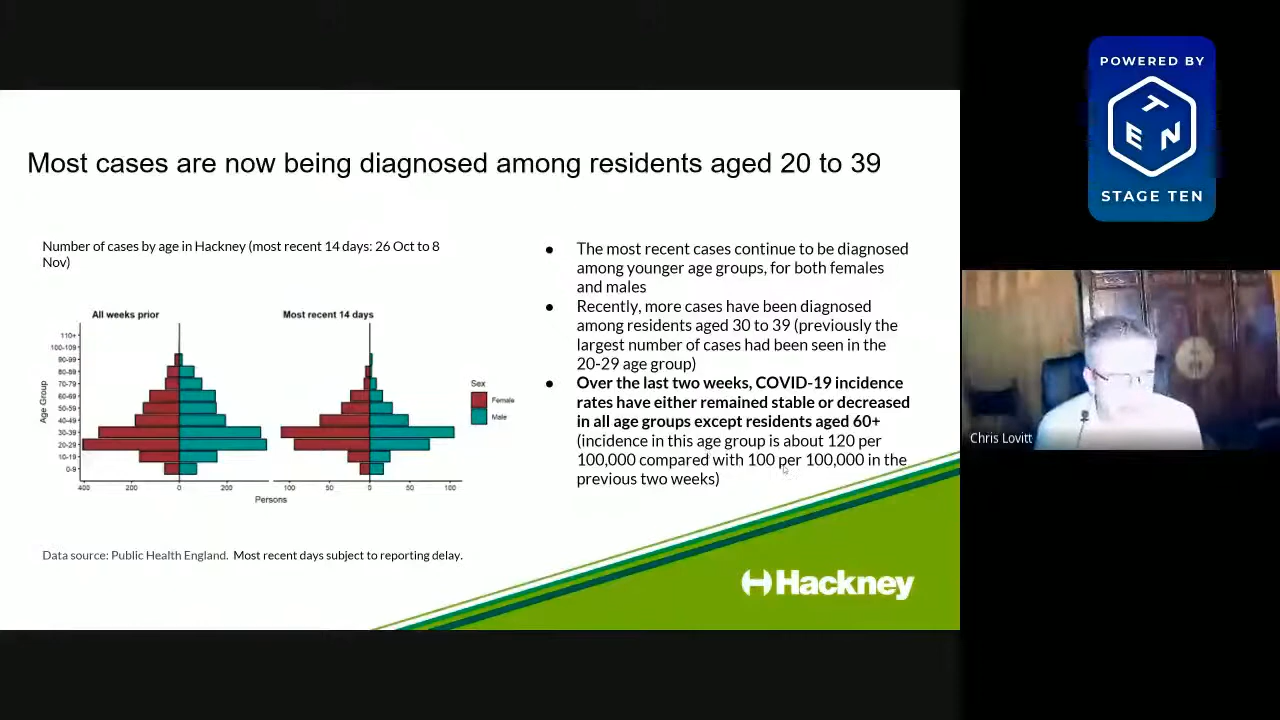 Most cases are now being diagnosed among residents aged 20 to 39
Number of cases by age in Hackney (most recent 14 days: 26 Oct to 8
Nov)
All weeks prior
Most recent 14 days
Age Group
110+
100-109
90-99
80-89
70-79
60-69
50-59
40-49
30-39
20-29
10-19
0-9
400
200
0
200
100
50
0
50
100
Persons
Sex
Female
Male
Data source: Public Health England. Most recent days subject to reporting delay.
● The most recent cases continue to be diagnosed
among younger age groups, for both females
and males
● Recently, more cases have been diagnosed
among residents aged 30 to 39 (previously the
largest number of cases had been seen in the
20-29 age group)
● Over the last two weeks, COVID-19 incidence
rates have either remained stable or decreased
in all age groups except residents aged 60+
(incidence in this age group is about 120 per
100,000 compared with 100 per 100,000 in the
previous two weeks)
Hackney
POWERED BY
TEN
STAGE TEN
Chris Lovitt